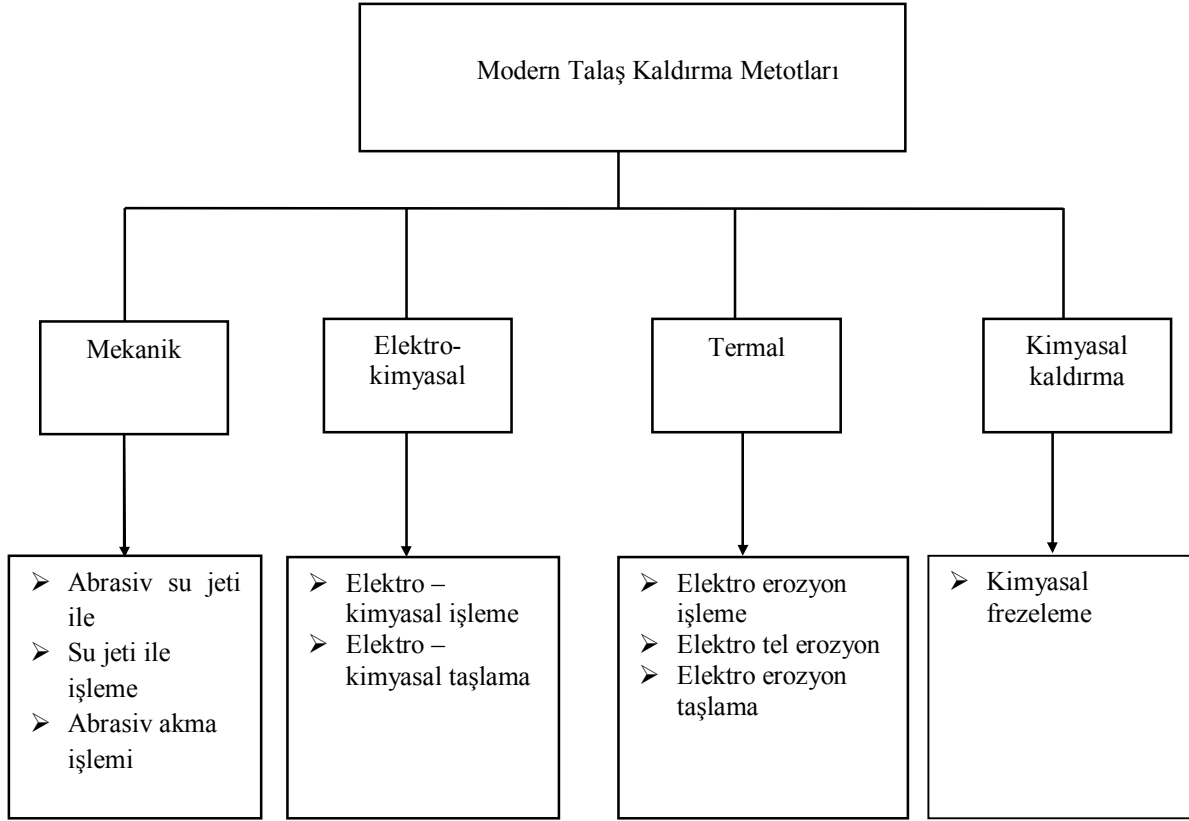 Modern Talaş Kaldırma Metotları
Mekanik
Elektro-
kimyasal
Termal
Kimyasal
kaldırma
➤ Abrasiv su jeti
ile
➤ Su jeti ile
işleme
➤ Abrasiv akma
işlemi
➤ Elektro –
kimyasal işleme
➤ Elektro –
kimyasal taşlama
➤ Elektro erozyon
işleme
➤ Elektro tel erozyon
➤ Elektro erozyon
taşlama
➤ Kimyasal
frezeleme